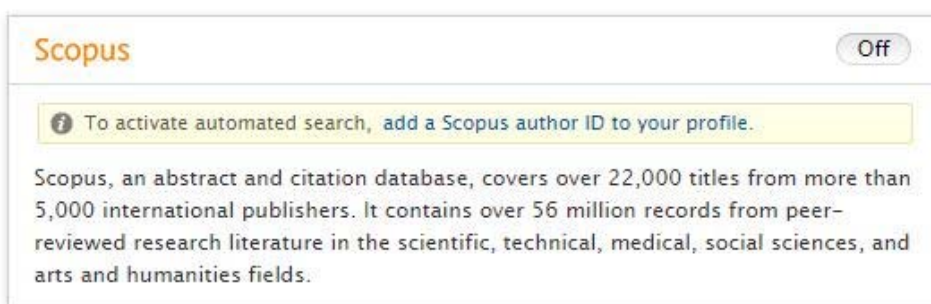 Scopus
Off
To activate automated search, add a Scopus author ID to your profile.
Scopus, an abstract and citation database, covers over 22,000 titles from more than
5,000 international publishers. It contains over 56 million records from peer-
reviewed research literature in the scientific, technical, medical, social sciences, and
arts and humanities fields.